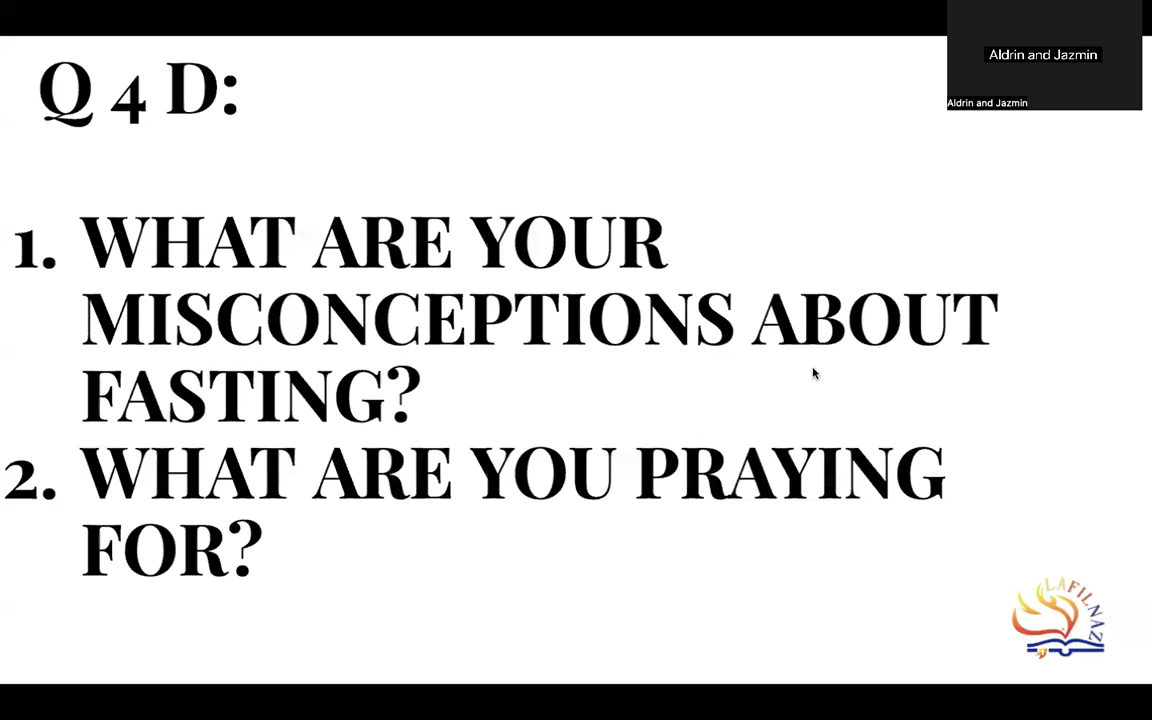 Aldrin and Jazmin
Aldrin and Jazmin
Q 4 D:
1. WHAT ARE YOUR
MISCONCEPTIONS ABOUT
FASTING?
2. WHAT ARE YOU PRAYING
FOR?
LAFILNAZ